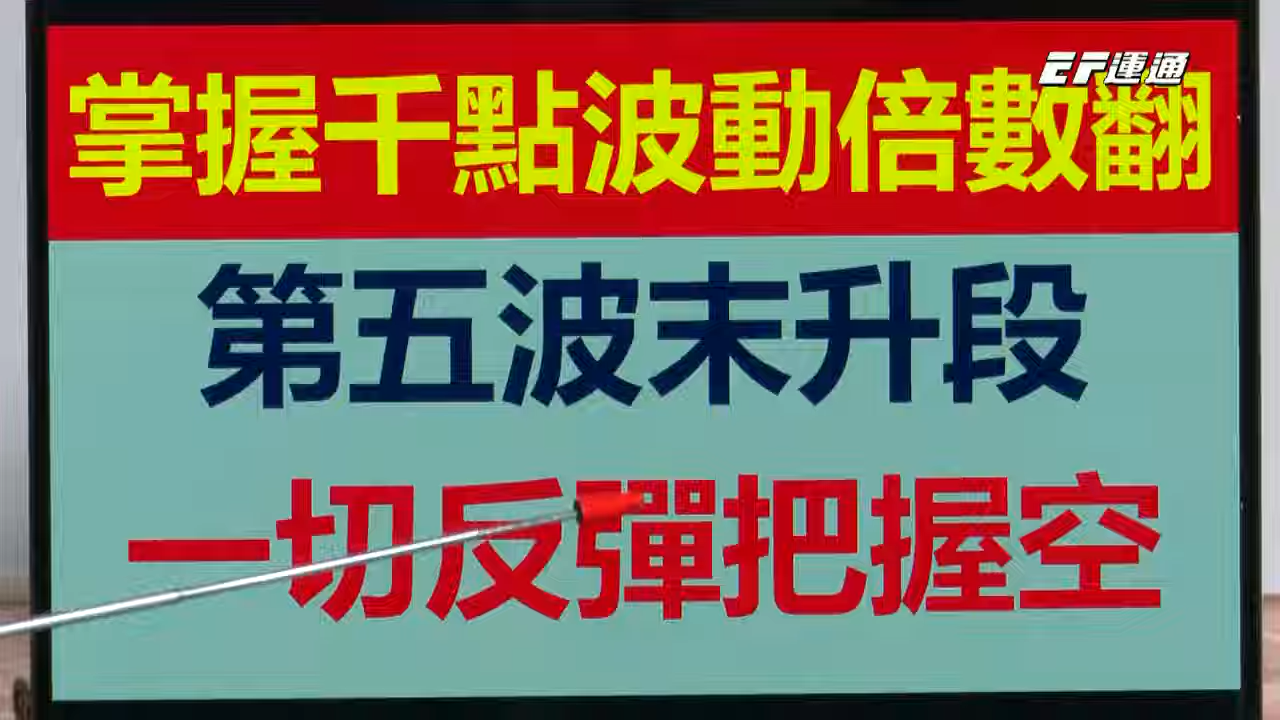 EF運通
掌握千點波動倍數翻
第五波末升段
一切反彈把握空